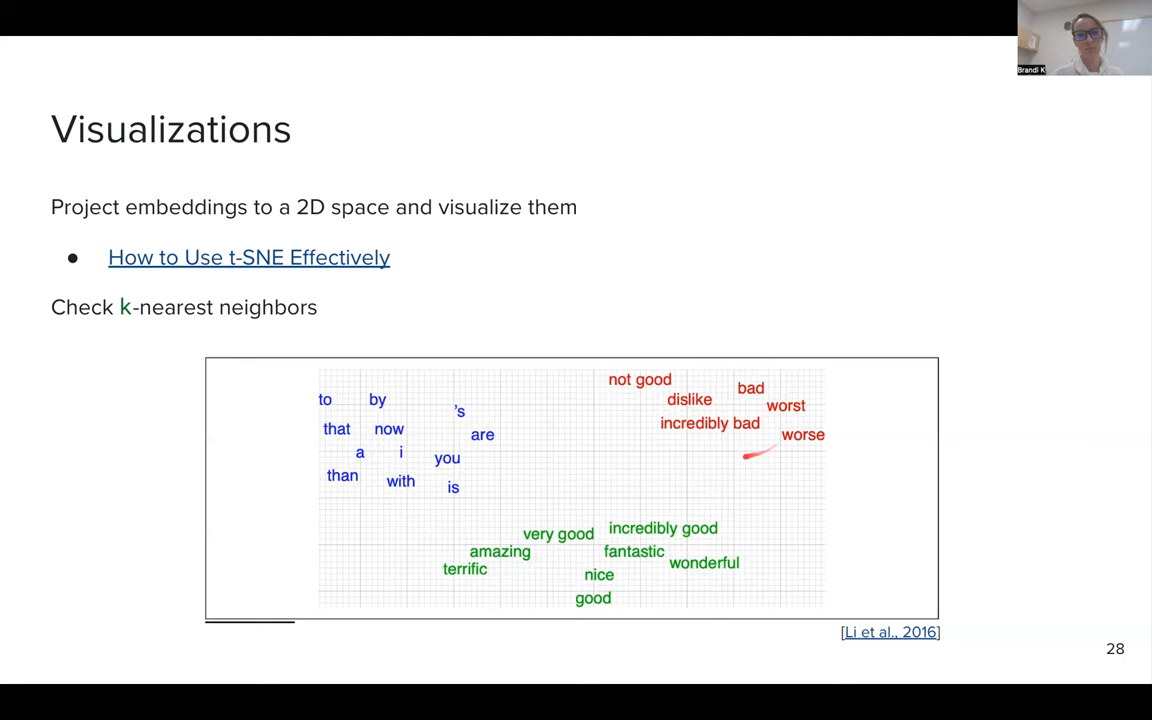 Brandi K
Visualizations
Project embeddings to a 2D space and visualize them
● How to Use t-SNE Effectively
Check k-nearest neighbors
not good
bad
to by
dislike
worst
's
incredibly bad
that now
are
worse
a i
you
than
with
is
very good
incredibly good
amazing
fantastic
wonderful
terrific
nice
good
[Li et al., 2016]
28